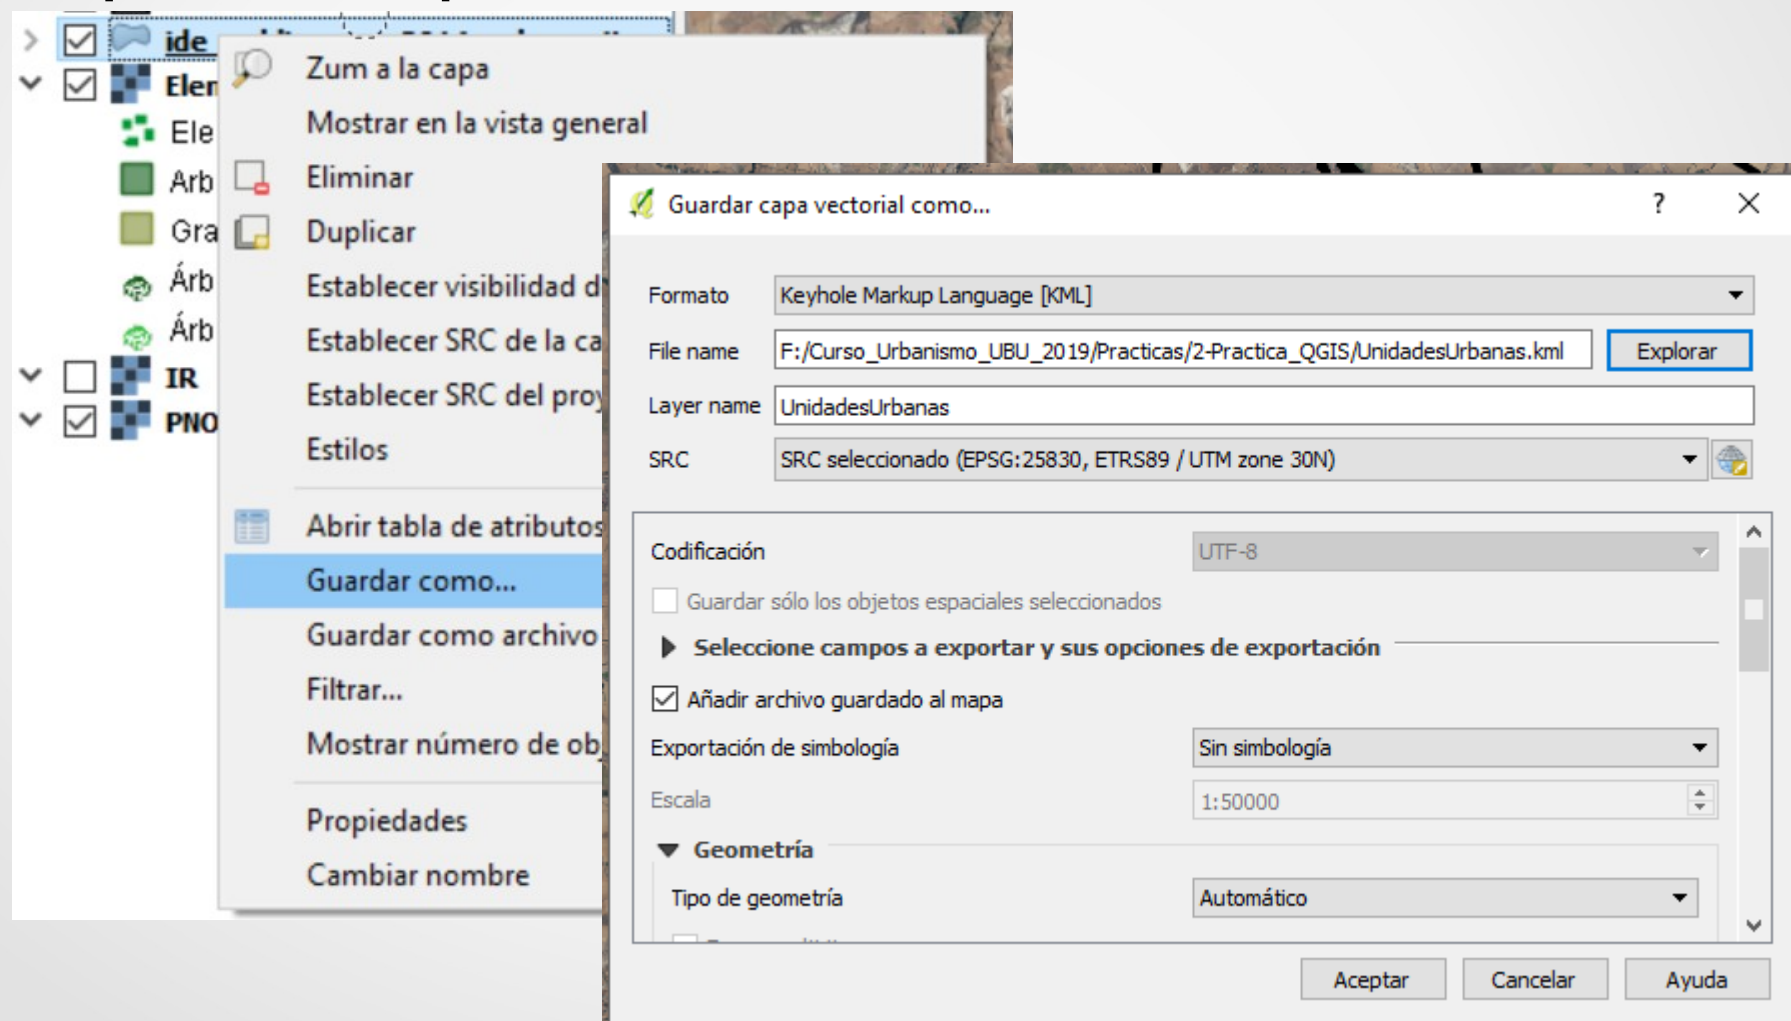 ide_
Elen
Ele
Arb
Gra
Árb
Árb
IR
PNO
Zum a la capa
Mostrar en la vista general
Eliminar
Duplicar
Establecer visibilidad d
Establecer SRC de la ca
Establecer SRC del proy
Estilos
Abrir tabla de atributos
Guardar como...
Guardar como archivo
Filtrar...
Mostrar número de obj
Propiedades
Cambiar nombre
Guardar capa vectorial como...
Formato Keyhole Markup Language [KML]
File name F:/Curso_Urbanismo_UBU_2019/Practicas/2-Practica_QGIS/UnidadesUrbanas.kml Explorar
Layer name UnidadesUrbanas
SRC SRC seleccionado (EPSG:25830, ETRS89 / UTM zone 30N)
Codificación UTF-8
Guardar sólo los objetos espaciales seleccionados
Seleccione campos a exportar y sus opciones de exportación
Añadir archivo guardado al mapa
Exportación de simbología Sin simbología
Escala 1:50000
Geometría
Tipo de geometría Automático
Aceptar Cancelar Ayuda